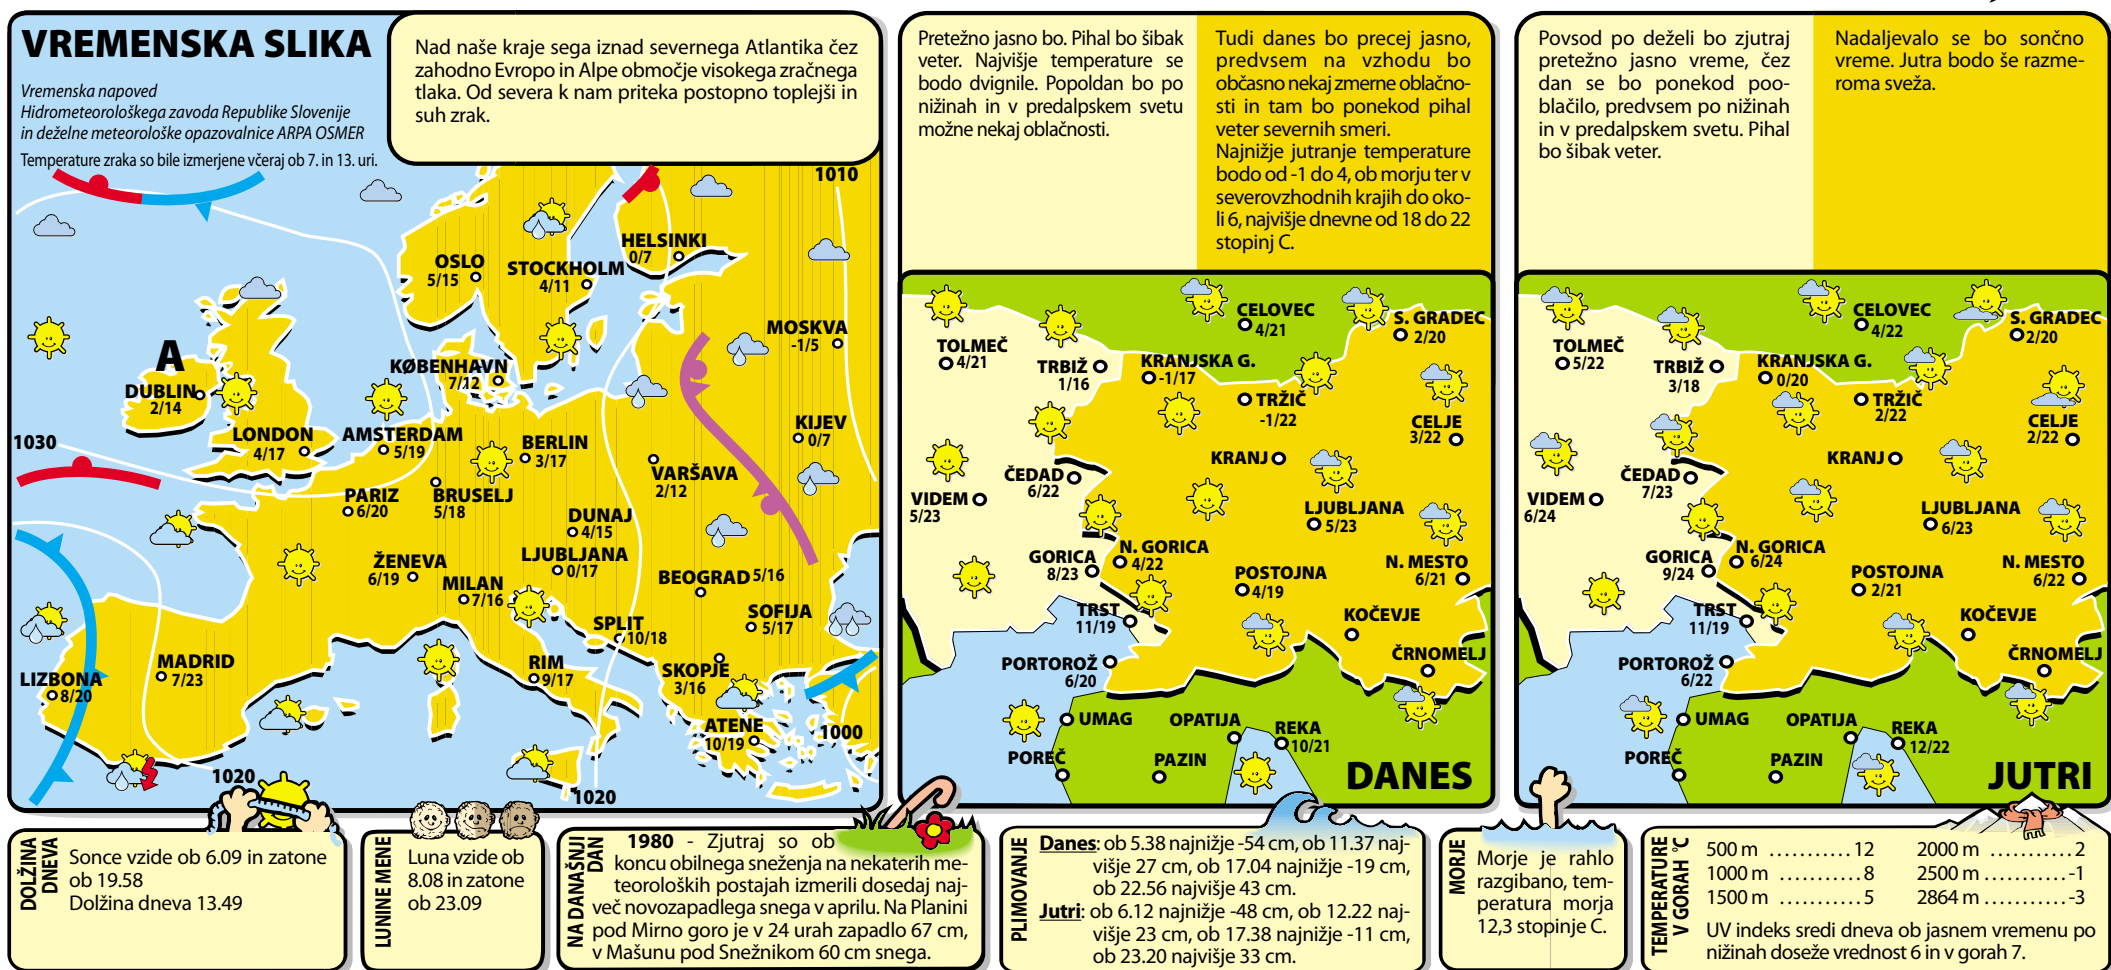 VREMENSKA SLIKA
Vremenska napoved
Hidrometeorološkega zavoda Republike Slovenije
in deželne meteorološke opazovalnice ARPA OSMER
Temperature zraka so bile izmerjene včeraj ob 7. in 13. uri.
Nad naše kraje sega iznad severnega Atlantika čez
zahodno Evropo in Alpe območje visokega zračnega
tlaka. Od severa k nam priteka postopno toplejši in
suh zrak.
1010
HELSINKI
0/7
OSLO
5/15
STOCKHOLM
4/11
MOSKVA
-1/5
A
KØBENHAVN
7/12
DUBLIN
2/14
1030
LONDON
4/17
AMSTERDAM
5/19
BERLIN
3/17
KIJEV
0/7
VARŠAVA
2/12
PARIZ
6/20
BRUSELJ
5/18
DUNAJ
4/15
LJUBLJANA
0/17
ŽENEVA
6/19
MILAN
7/16
BEOGRAD 5/16
SOFIJA
5/17
SPLIT
10/18
LIZBONA
8/20
MADRID
7/23
RIM
9/17
SKOPJE
3/16
ATENE
10/19
1000
1020
1020
Pretežno jasno bo. Pihal bo šibak
veter. Najvišje temperature se
bodo dvignile. Popoldan bo po
nižinah in v predalpskem svetu
možne nekaj oblačnosti.
Tudi danes bo precej jasno,
predvsem na vzhodu bo
občasno nekaj zmerne oblačno-
sti in tam bo ponekod pihal
veter severnih smeri.
Najnižje jutranje temperature
bodo od -1 do 4, ob morju ter v
severovzhodnih krajih do oko-
li 6, najvišje dnevne od 18 do 22
stopinj C.
CELOVEC
4/21
S. GRADEC
2/20
TOLMEČ
4/21
TRBIŽ
1/16
KRANJSKA G.
-1/17
TRŽIČ
-1/22
CELJE
3/22
KRANJ
ČEDAD
6/22
VIDEM
5/23
LJUBLJANA
5/23
GORICA
8/23
N. GORICA
4/22
POSTOJNA
4/19
N. MESTO
6/21
TRST
11/19
KOČEVJE
PORTOROŽ
6/20
ČRNOMELJ
UMAG
OPATIJA
REKA
10/21
POREČ
PAZIN
DANES
Povsod po deželi bo zjutraj
pretežno jasno vreme, čez
dan se bo ponekod poo-
blačilo, predvsem po nižinah
in v predalpskem svetu. Pihal
bo šibak veter.
Nadaljevalo se bo sončno
vreme. Jutra bodo še razme-
roma sveža.
CELOVEC
4/22
S. GRADEC
2/20
TOLMEČ
5/22
TRBIŽ
3/18
KRANJSKA G.
0/20
TRŽIČ
2/22
CELJE
2/22
KRANJ
ČEDAD
7/23
VIDEM
6/24
LJUBLJANA
6/23
GORICA
9/24
N. GORICA
6/24
POSTOJNA
2/21
N. MESTO
6/22
TRST
11/19
KOČEVJE
PORTOROŽ
6/22
ČRNOMELJ
UMAG
OPATIJA
REKA
12/22
POREČ
PAZIN
JUTRI
DOLŽINA
DNEVA
Sonce vzide ob 6.09 in zatone
ob 19.58
Dolžina dneva 13.49
LUNINE MENE
Luna vzide ob
8.08 in zatone
ob 23.09
NA DANAŠNJI
DAN
1980 - Zjutraj so ob
koncu obilnega sneženja na nekaterih me-
teoroloških postajah izmerili dosedaj naj-
več novozapadlega snega v aprilu. Na Planini
pod Mirno goro je v 24 urah zapadlo 67 cm,
v Mašunu pod Snežnikom 60 cm snega.
PLIMOVANJE
Danes: ob 5.38 najnižje -54 cm, ob 11.37 naj-
višje 27 cm, ob 17.04 najnižje -19 cm,
ob 22.56 najvišje 43 cm.
Jutri: ob 6.12 najnižje -48 cm, ob 12.22 naj-
višje 23 cm, ob 17.38 najnižje -11 cm,
ob 23.20 najvišje 33 cm.
MORJE
Morje je rahlo
razgibano, tem-
peratura morja
12,3 stopinje C.
TEMPERATURE
V GORAH °C
500 m ........... 12
1000 m ........... 8
1500 m ........... 5
2000 m ........... 2
2500 m ........... -1
2864 m ........... -3
UV indeks sredi dneva ob jasnem vremenu po
nižinah doseže vrednost 6 in v gorah 7.